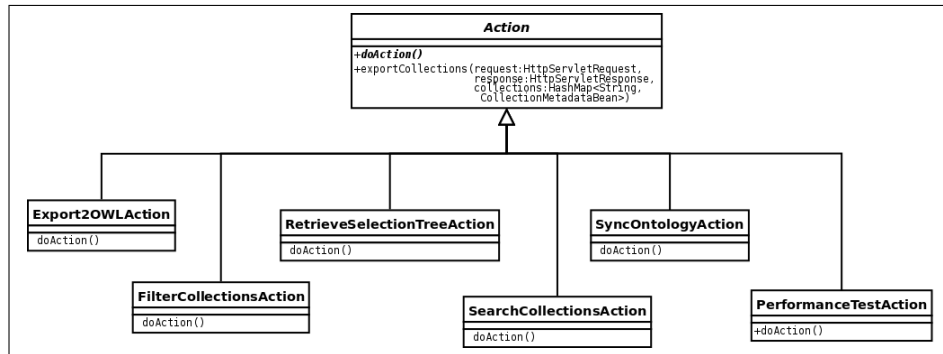 Action
+doAction()
+exportCollections(request:HttpServletRequest,
response:HttpServletResponse,
collections:HashMap<String,
CollectionMetadataBean>)
Export2OWLAction
doAction()
RetrieveSelectionTreeAction
doAction()
SyncOntologyAction
doAction()
FilterCollectionsAction
doAction()
SearchCollectionsAction
doAction()
PerformanceTestAction
+doAction()